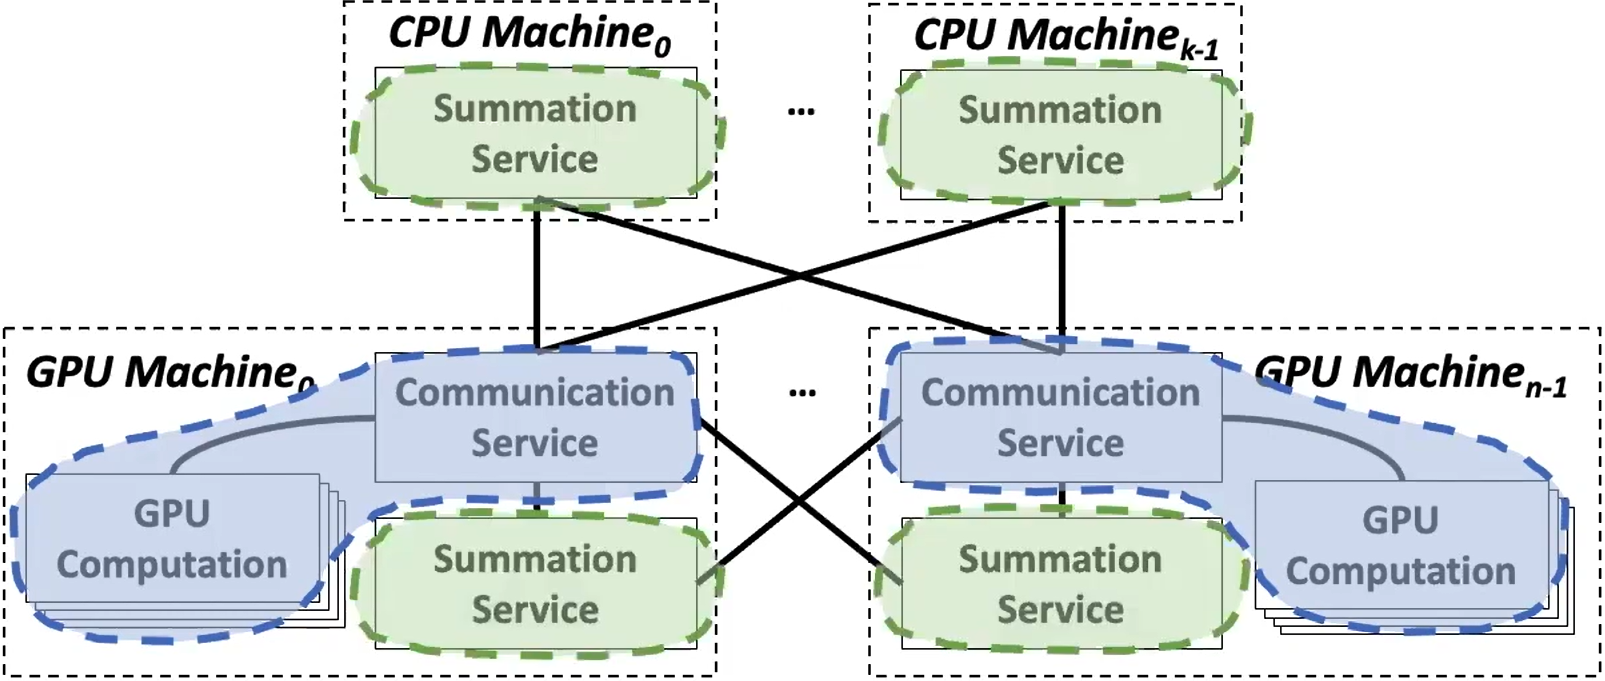 CPU Machine0
CPU Machinek-1
Summation
Service
...
Summation
Service
GPU Machine0
Communication
Service
...
Communication
Service
GPU Machinen-1
GPU
Computation
Summation
Service
Summation
Service
GPU
Computation